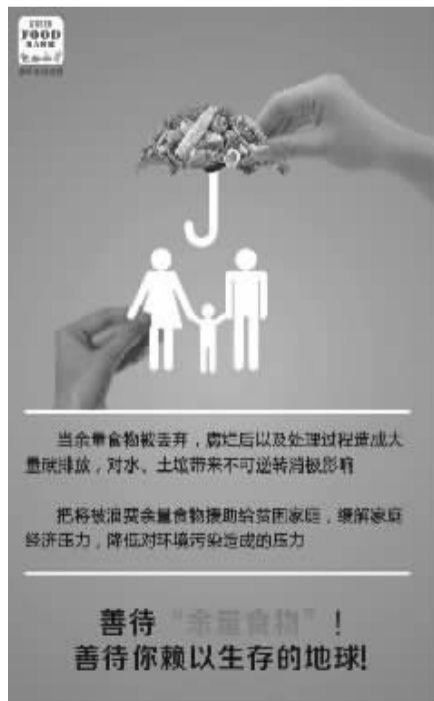 GREEN
FOOD
当余量食物被丢弃，腐烂后以及处理过程造成大
量碳排放，对水、土壤带来不可逆转消极影响
把将被浪费余量食物援助给贫困家庭，缓解家庭
经济压力，降低对环境污染造成的压力
善待“余量食物”！
善待你赖以生存的地球!